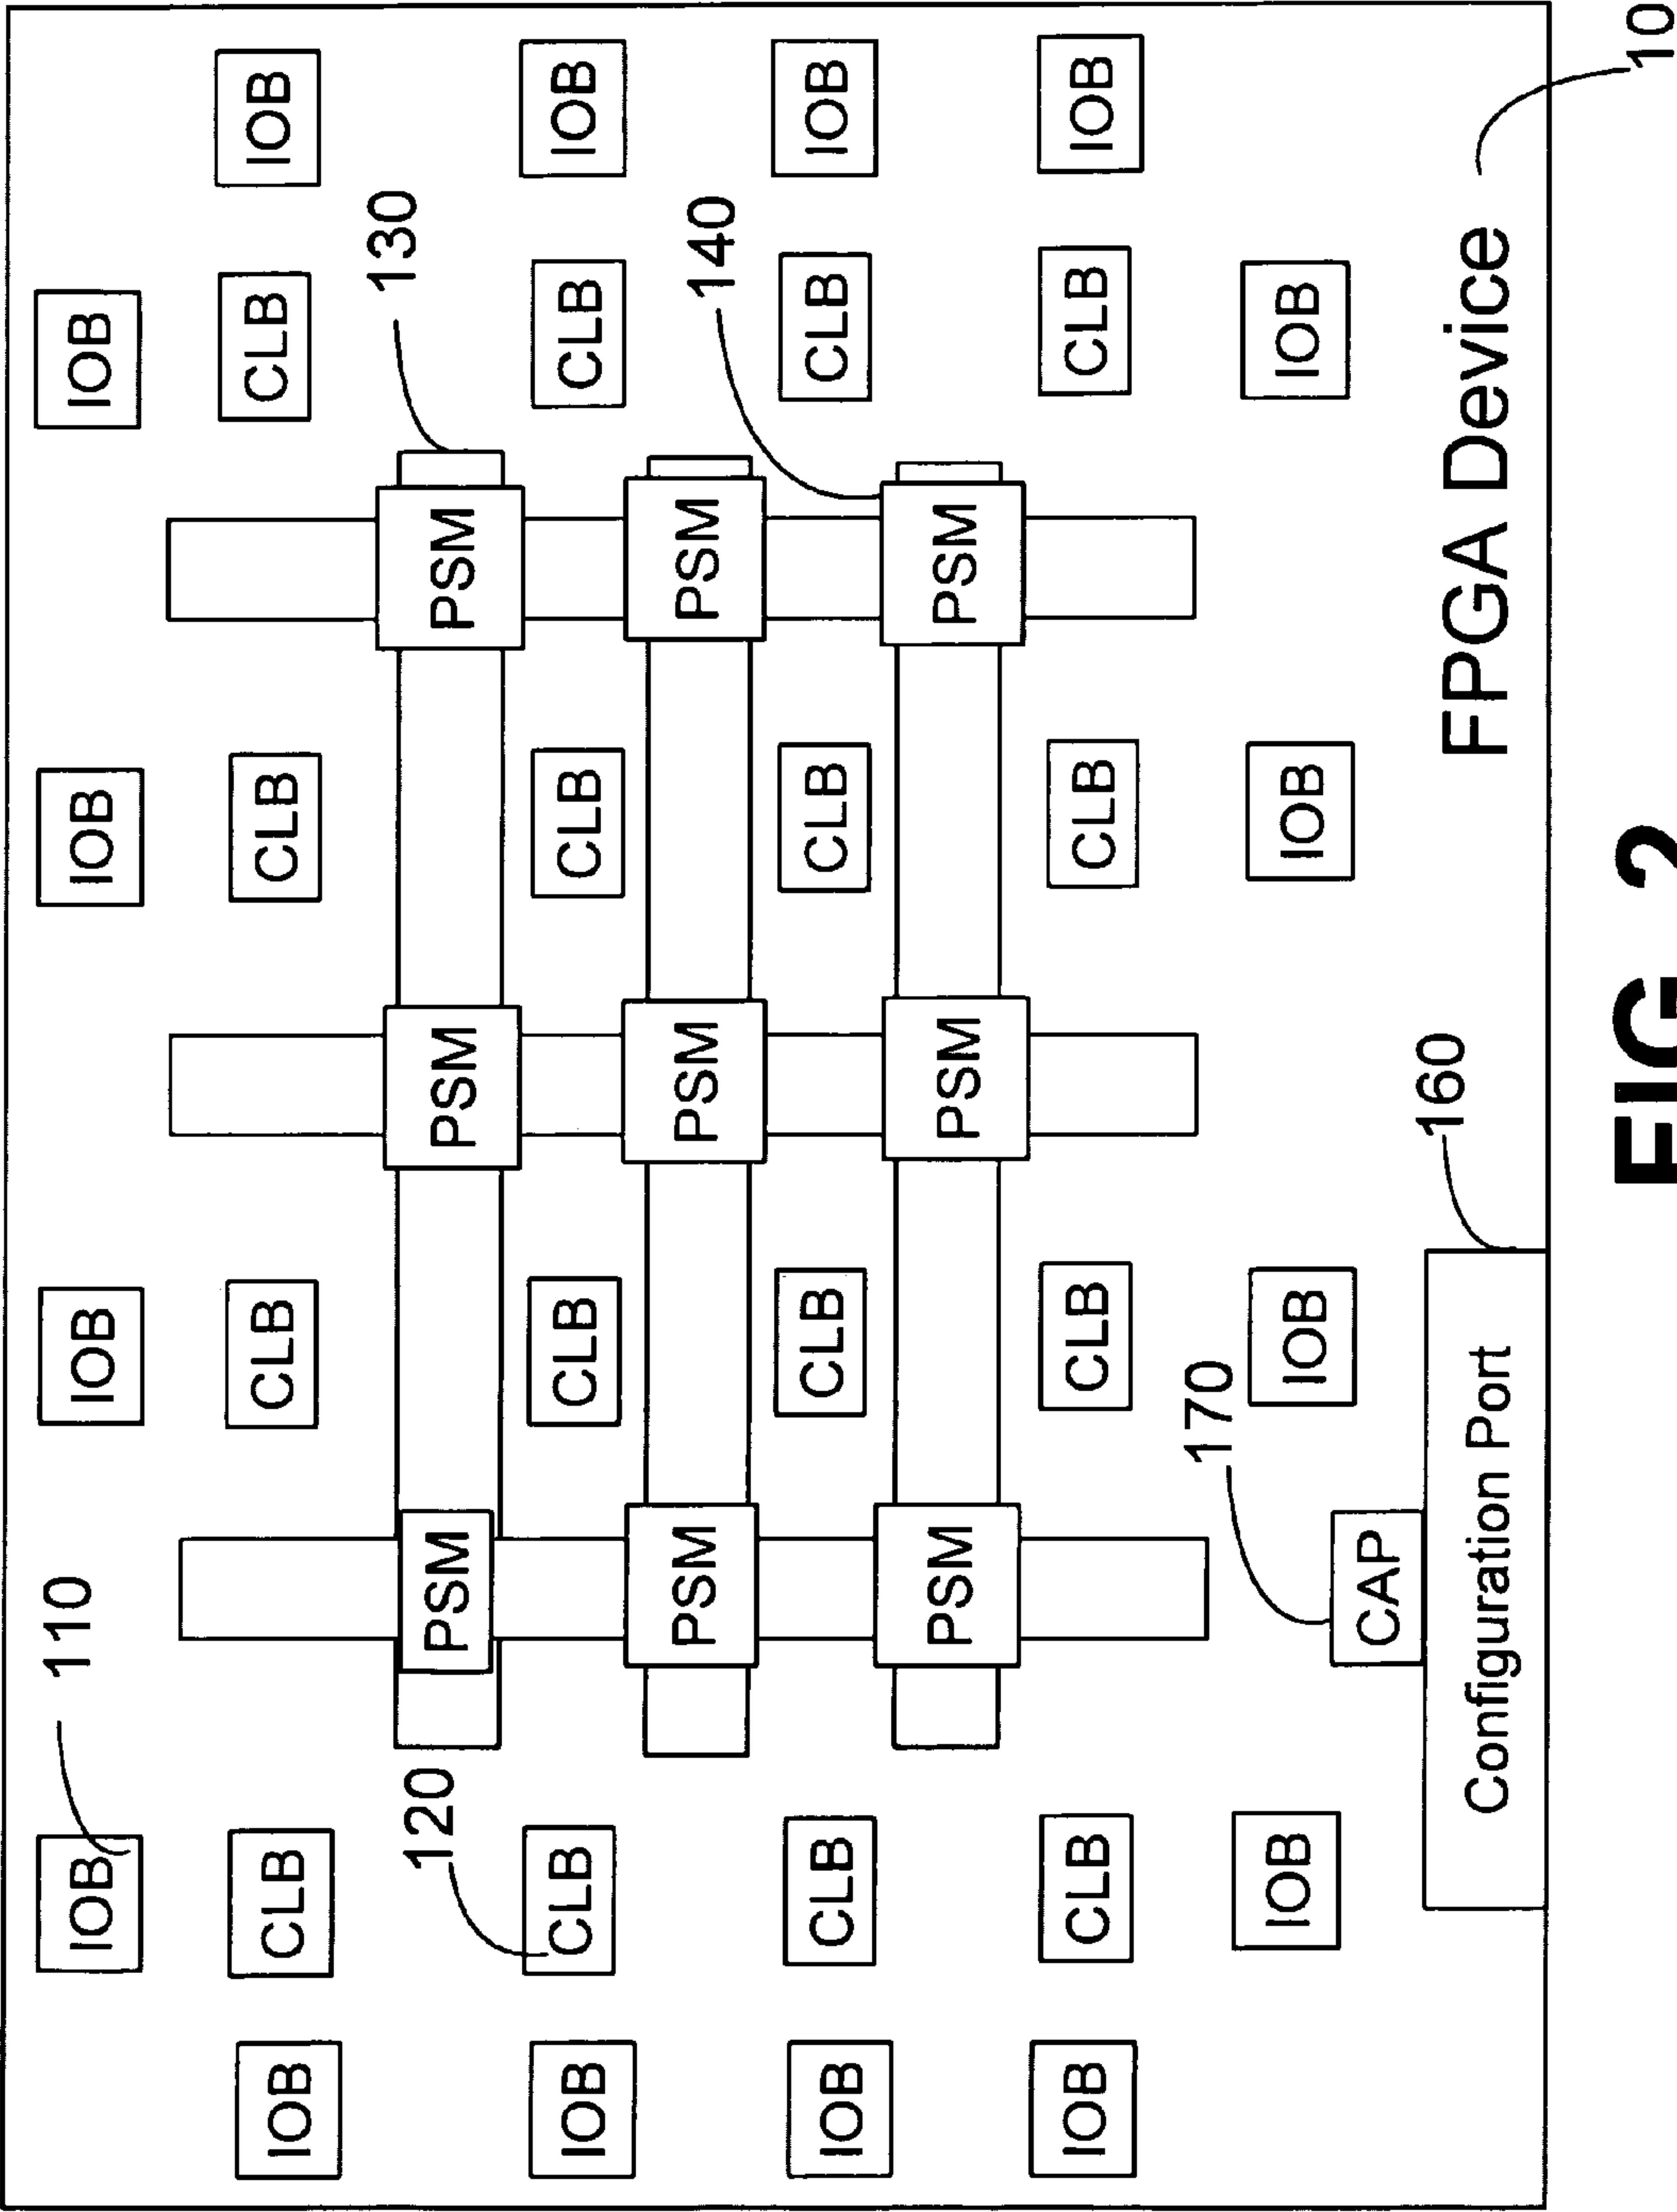 110
IOB IOB IOB IOB
IOB CLB CLB CLB CLB IOB
130
120
PSM PSM PSM
IOB CLB CLB CLB CLB IOB
140
PSM PSM PSM
IOB CLB CLB CLB CLB IOB
PSM PSM PSM
IOB CLB CLB CLB CLB IOB
170
IOB IOB IOB IOB
CAP
160
Configuration Port
FPGA Device
10
FIG 2